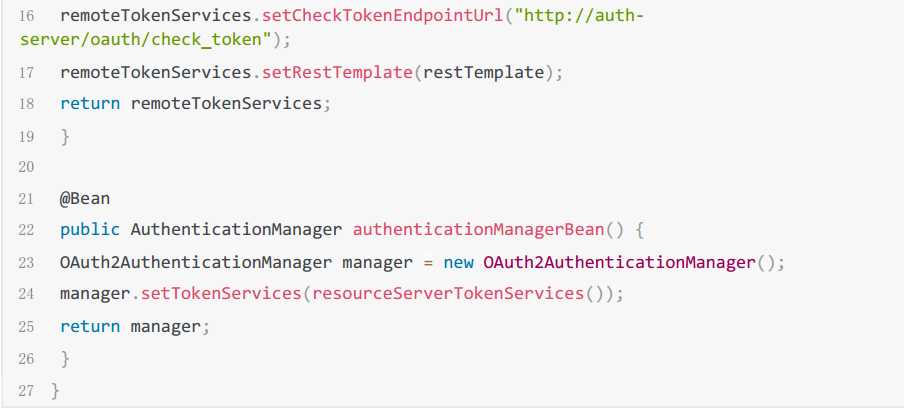 16 remoteTokenServices.setCheckTokenEndpointUrl("http://auth-
server/oauth/check_token");
17 remoteTokenServices.setRestTemplate(restTemplate);
18 return remoteTokenServices;
19 }
20
21 @Bean
22 public AuthenticationManager authenticationManagerBean() {
23 OAuth2AuthenticationManager manager = new OAuth2AuthenticationManager();
24 manager.setTokenServices(resourceServerTokenServices());
25 return manager;
26 }
27 }